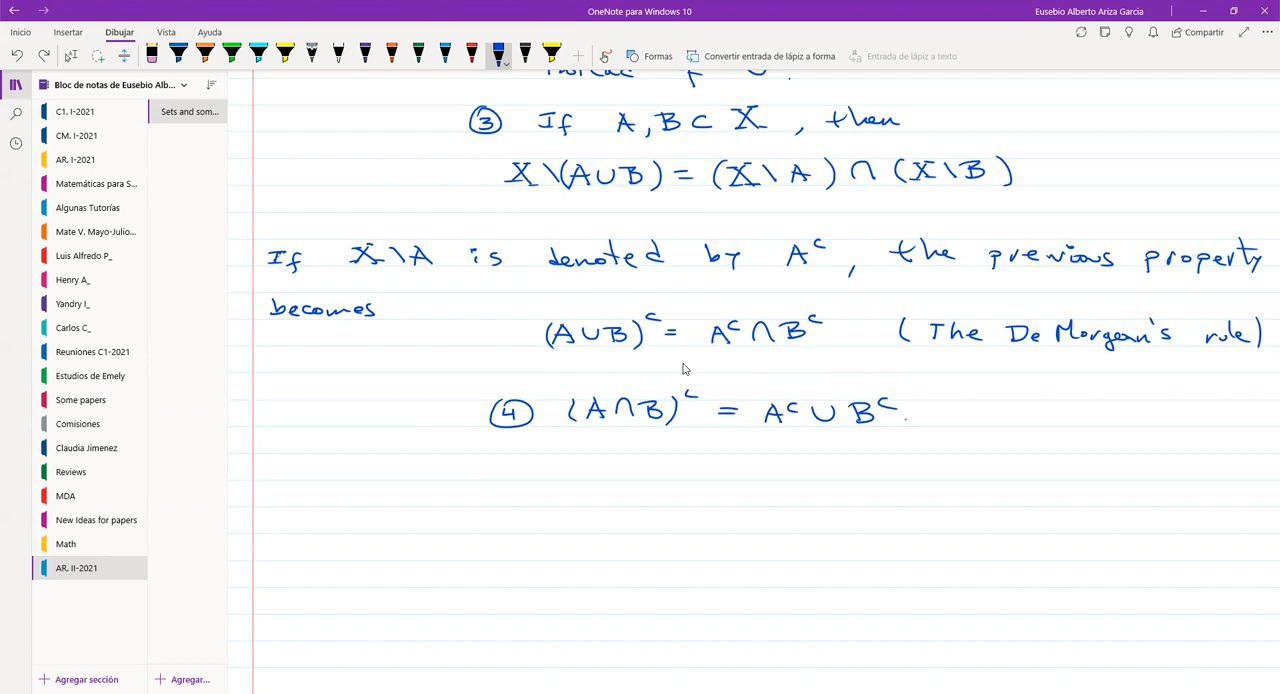 OneNote para Windows 10
Eusebio Alberto Ariza Garcia
Inicio Insertar Dibujar Vista Ayuda
Compartir
Formas Convertir entrada de lápiz a forma Entrada de lápiz a texto
Bloc de notas de Eusebio Alb...
C1. I-2021
CM. I-2021
AR. I-2021
Matemáticas para S...
Algunas Tutorías
Mate V. Mayo-Julio...
Luis Alfredo P_
Henry A_
Yandry I_
Carlos C_
Reuniones C1-2021
Estudios de Emely
Some papers
Comisiones
Claudia Jimenez
Reviews
MDA
New Ideas for papers
Math
AR. II-2021
Agregar sección
Sets and som...
Agregar...
③ If A, B ⊂ X, then
X \ (A ∪ B) = (X \ A) ∩ (X \ B)
If X \ A is denoted by Aᶜ, the previous property
becomes
(A ∪ B)ᶜ = Aᶜ ∩ Bᶜ (The De Morgan's rule)
④ (A ∩ B)ᶜ = Aᶜ ∪ Bᶜ.